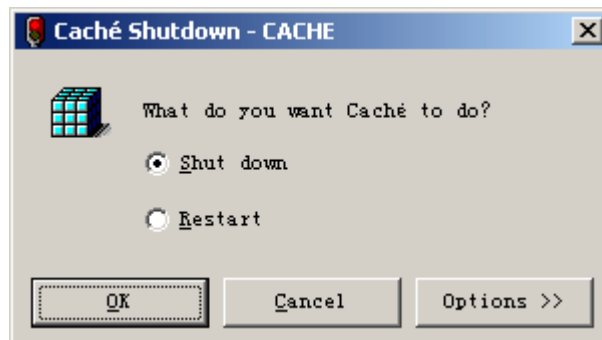 Caché Shutdown - CACHE
What do you want Caché to do?
Shut down
Restart
OK Cancel Options >>